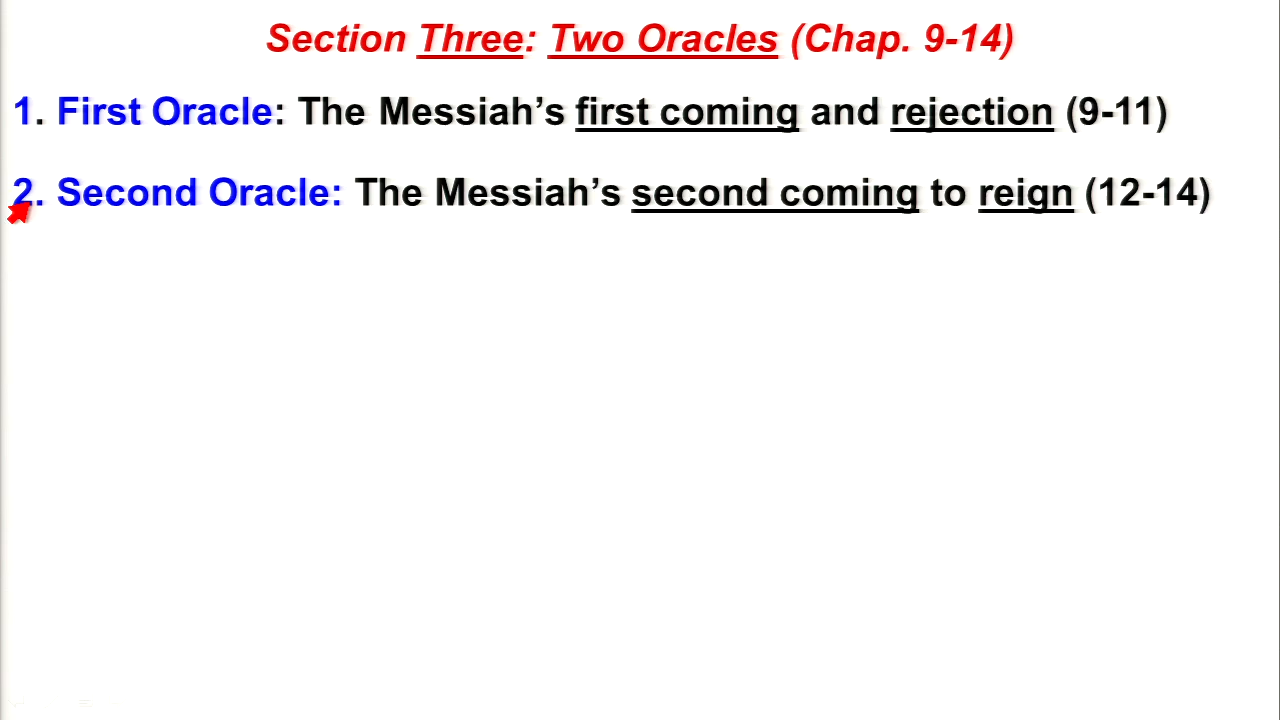 Section Three: Two Oracles (Chap. 9-14)
1. First Oracle: The Messiah’s first coming and rejection (9-11)
2. Second Oracle: The Messiah’s second coming to reign (12-14)